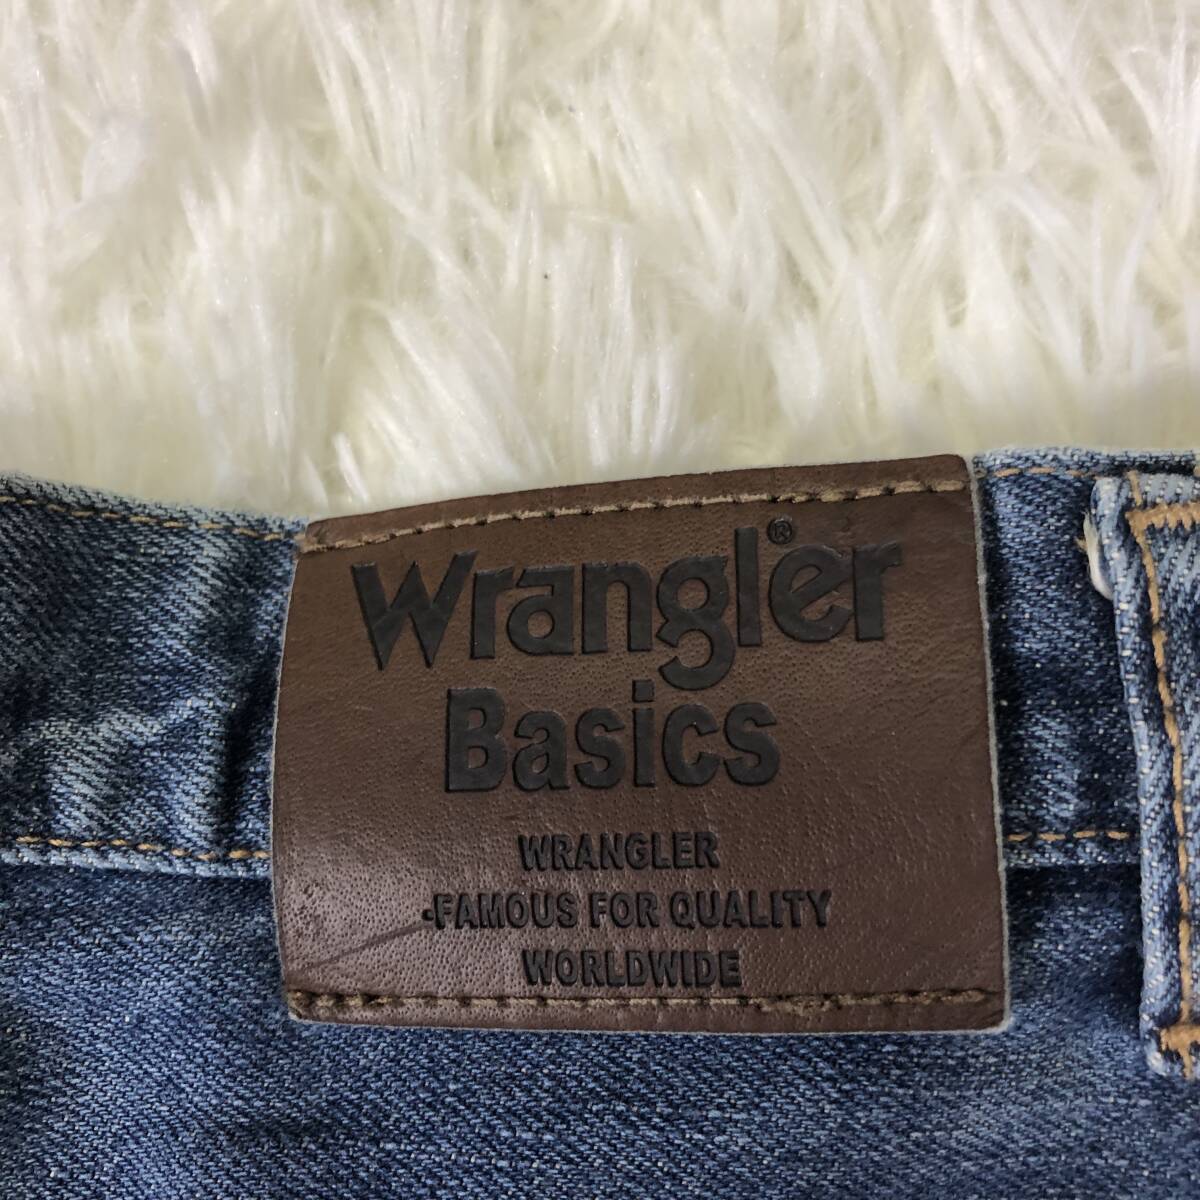 Wrangler®
Basics
WRANGLER
-FAMOUS FOR QUALITY
WORLDWIDE